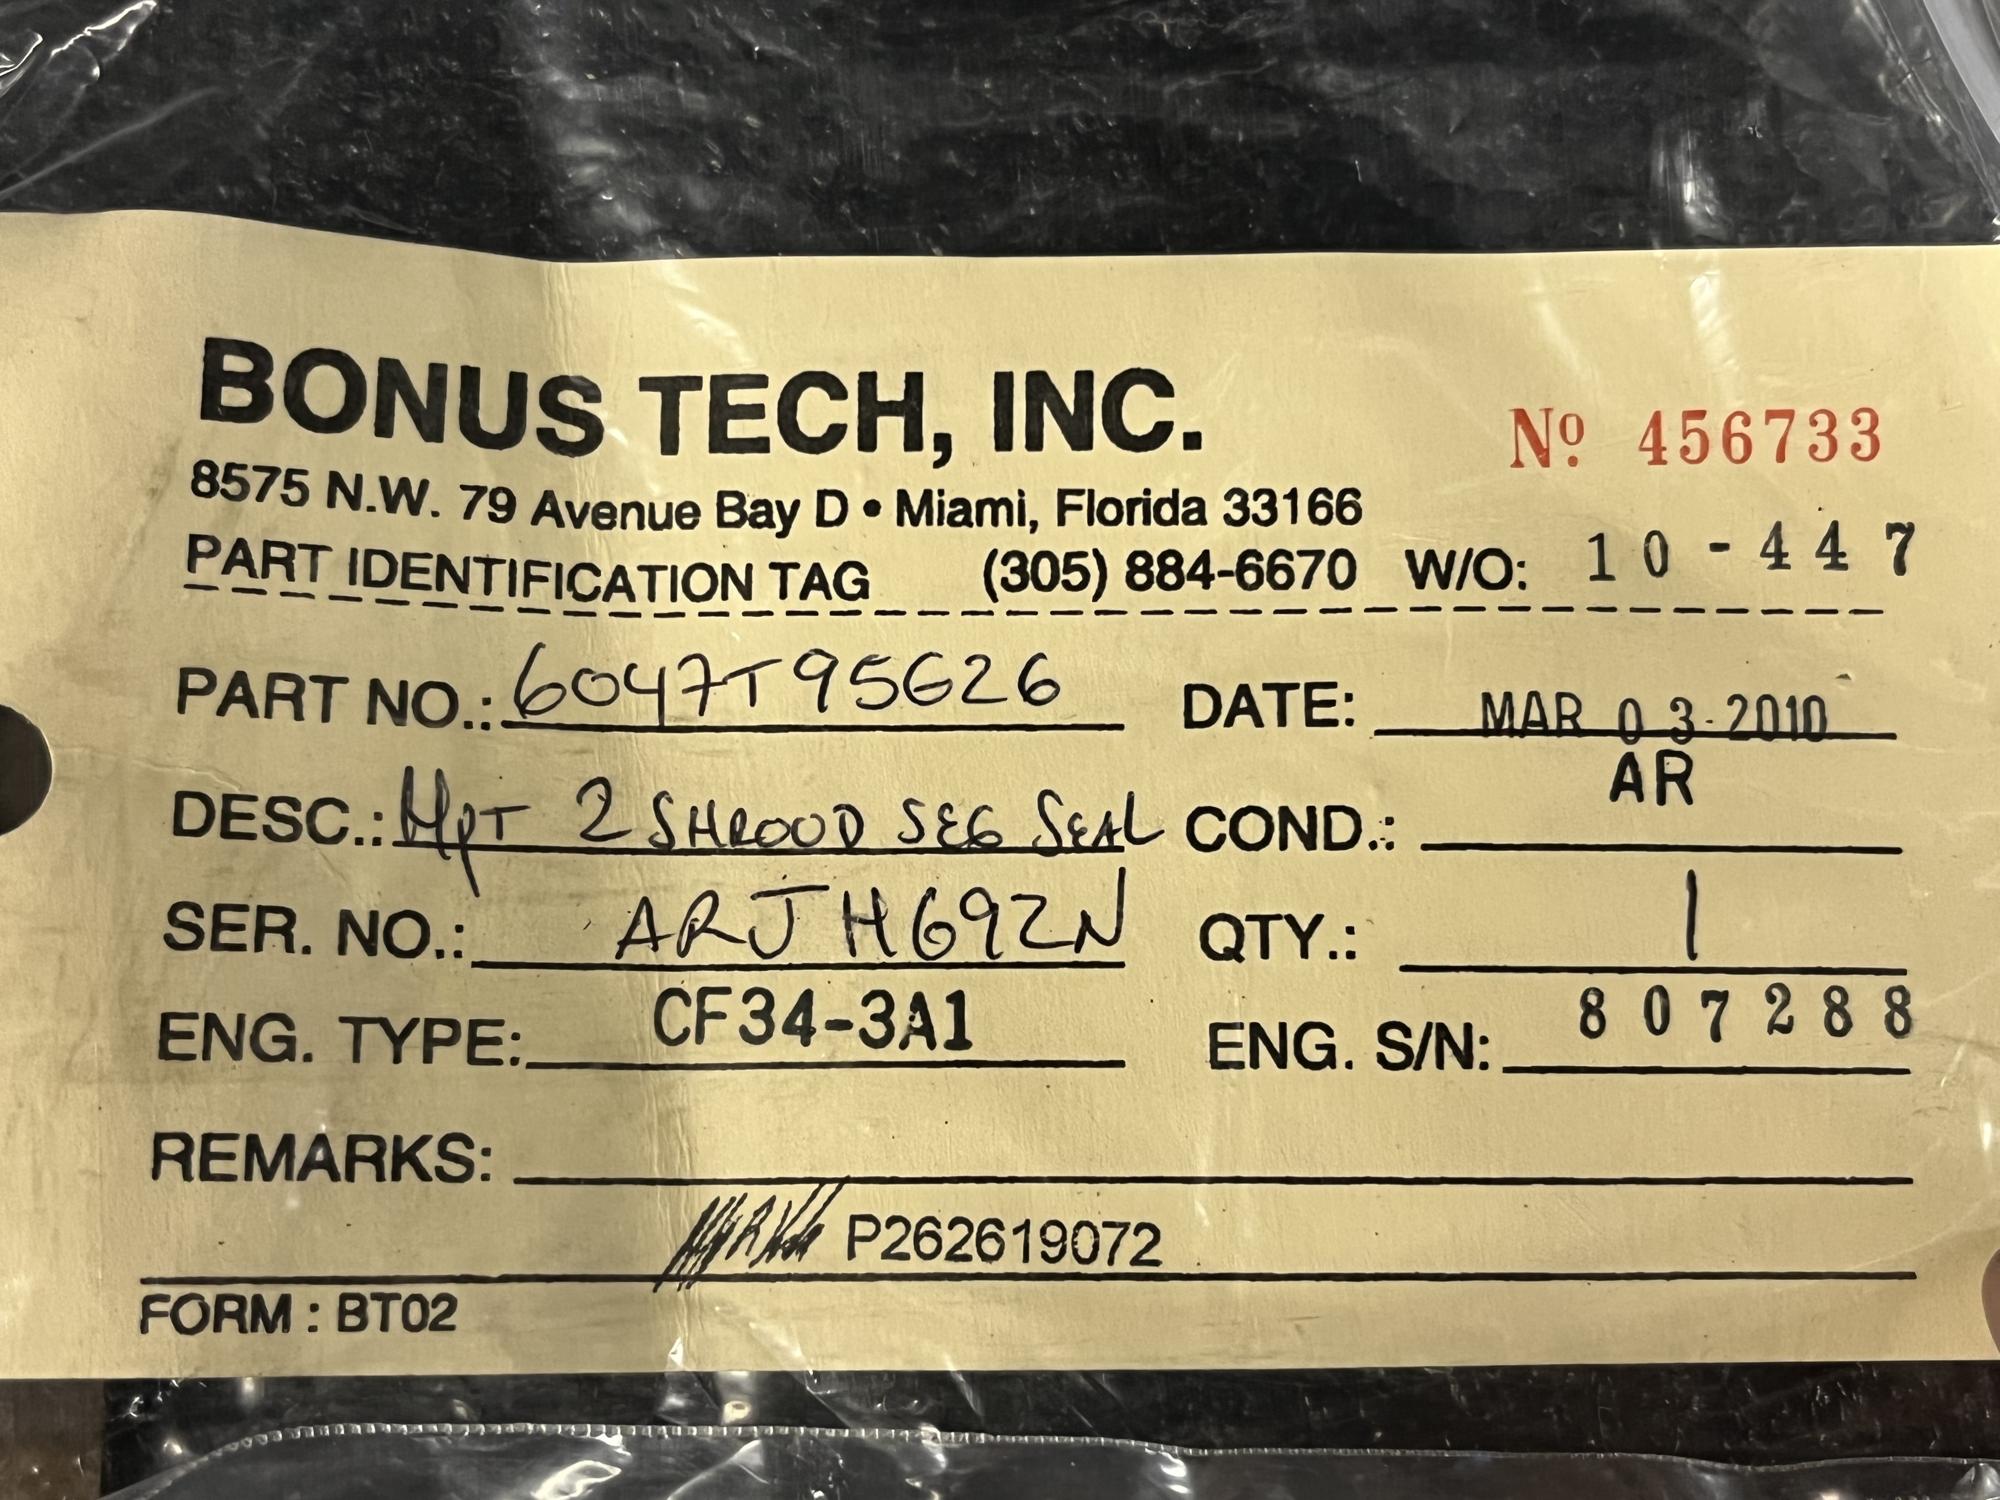 BONUS TECH, INC.
Nº 456733
8575 N.W. 79 Avenue Bay D • Miami, Florida 33166
PART IDENTIFICATION TAG (305) 884-6670 W/O: 10-447
PART NO.: 6047T95G26 DATE: MAR 03 2010
DESC.: HPT 2 SHROUD SEG SEAL COND.: AR
SER. NO.: ARJH69ZN QTY.: 1
ENG. TYPE: CF34-3A1 ENG. S/N: 807288
REMARKS:
P262619072
FORM : BT02